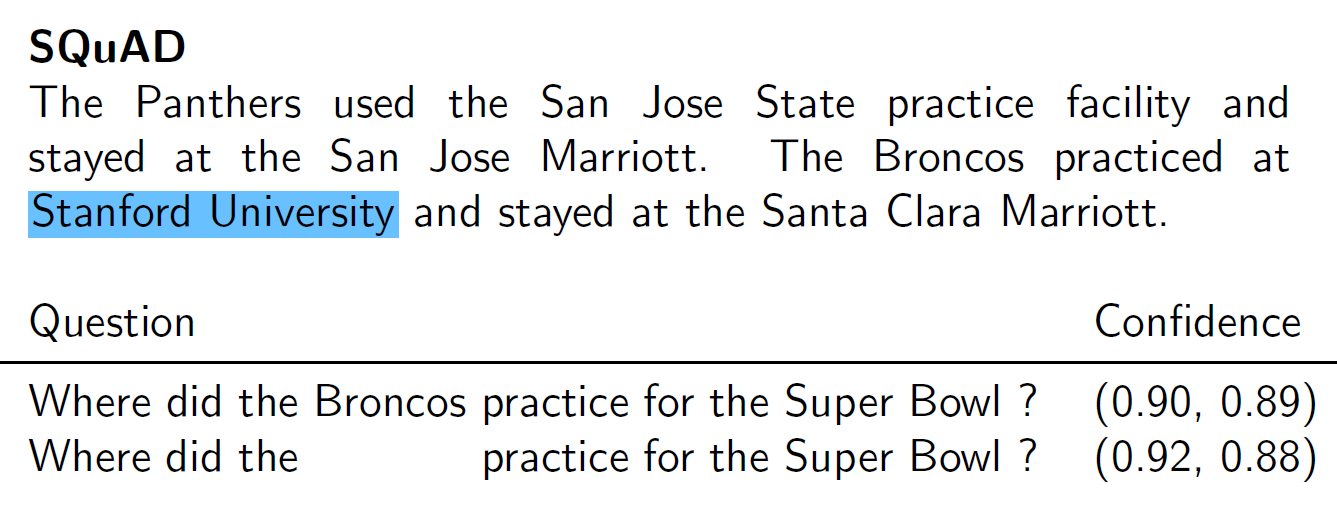 SQuAD
The Panthers used the San Jose State practice facility and
stayed at the San Jose Marriott. The Broncos practiced at
Stanford University and stayed at the Santa Clara Marriott.
Question Confidence
Where did the Broncos practice for the Super Bowl ? (0.90, 0.89)
Where did the practice for the Super Bowl ? (0.92, 0.88)